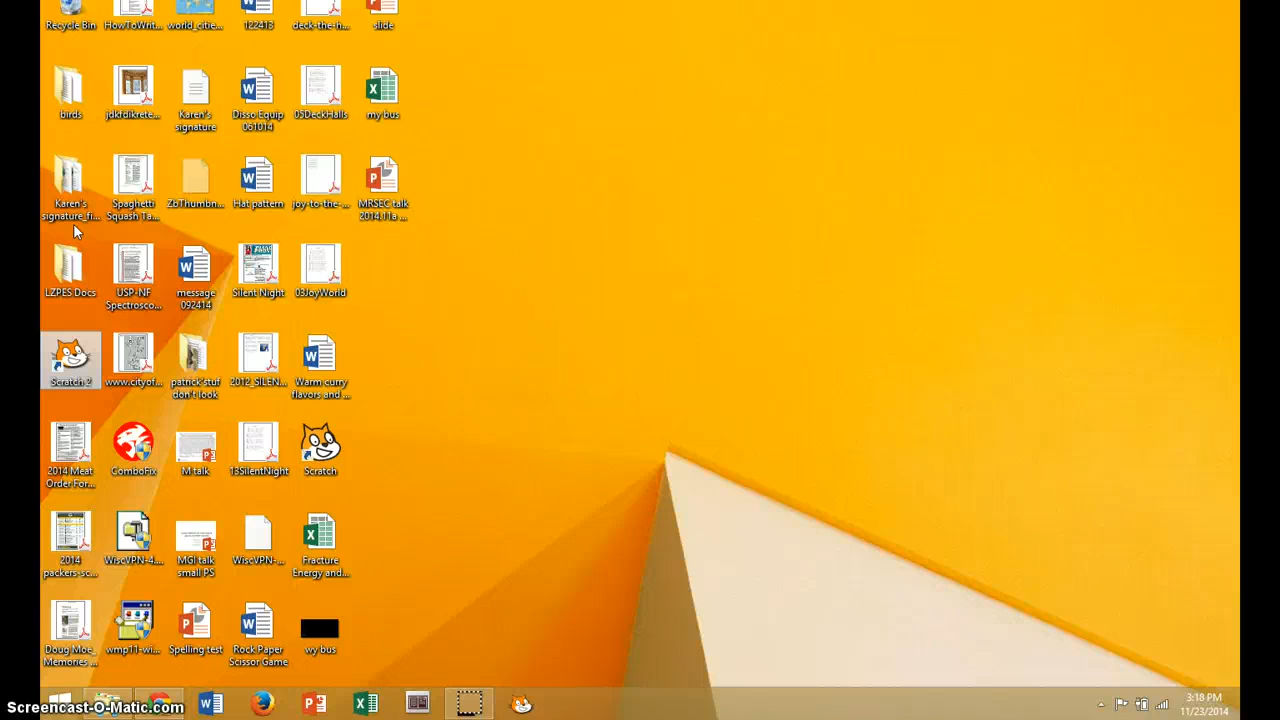 Recycle Bin
HowToWrit...
world_citie...
122413
deck-the-h...
slide
birds
jdkfdikrete...
Karen's
signature
Disso Equip
061014
05DeckHalls
my bus
Karen's
signature_fi...
Spaghetti
Squash Ta...
ZbThumbn...
Hat pattern
joy-to-the-...
MRSEC talk
2014.11a ...
LZPES Docs
USP-NF
Spectrosco...
message
092414
Silent Night
03JoyWorld
Scratch 2
www.cityof...
patrick'stuf
don't look
2012_SILEN...
Warm curry
flavors and ...
2014 Meat
Order For...
ComboFix
M talk
13SilentNight
Scratch
2014
packers-sc...
WiscVPN-4....
MGI talk
small PS
WiscVPN-...
Fracture
Energy and...
Doug Moe_
Memories ...
wmp11-wi...
Spelling test
Rock Paper
Scissor Game
wy bus
Screencast-O-Matic.com
3:18 PM
11/23/2014